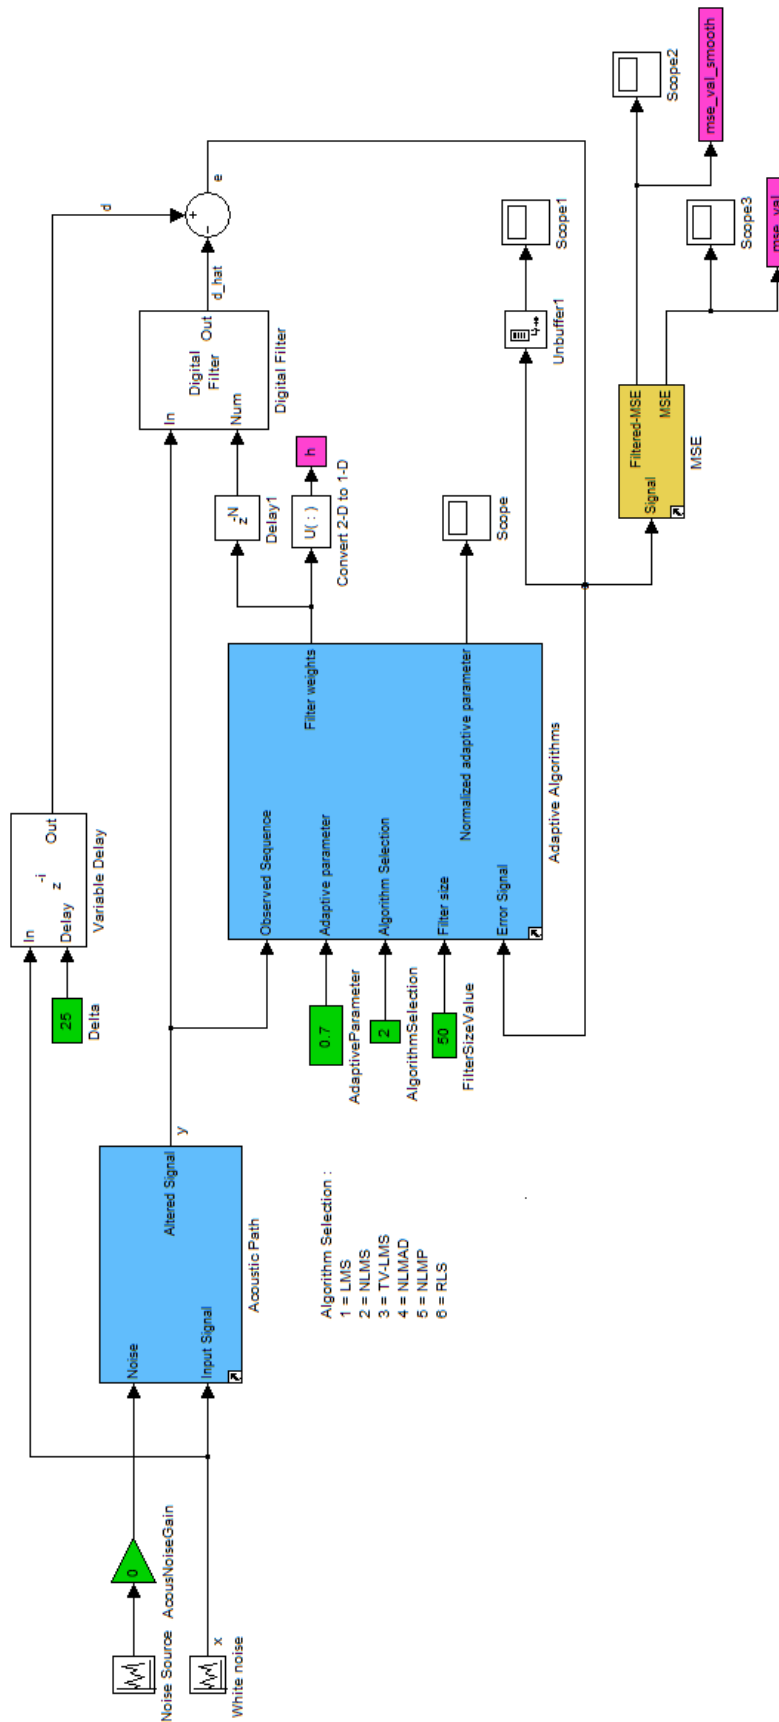 Noise Source
0
AcousNoiseGain
x
White noise
Noise
Input Signal
Altered Signal
Acoustic Path
y
25
Delta
In
Delay
z
-i
Out
Variable Delay
d
Algorithm Selection :
1 = LMS
2 = NLMS
3 = TV-LMS
4 = NLMAD
5 = NLMP
6 = RLS
0.7
AdaptiveParameter
2
AlgorithmSelection
50
FilterSizeValue
Observed Sequence
Adaptive parameter
Algorithm Selection
Filter size
Error Signal
Filter weights
Normalized adaptive parameter
Adaptive Algorithms
-N
z
Delay1
U( : )
Convert 2-D to 1-D
h
Scope
In
Num
Digital
Filter
Out
Digital Filter
d_hat
+
−
e
Unbuffer1
Scope1
Signal
Filtered-MSE
MSE
MSE
Scope2
mse_val_smooth
Scope3
mse_val